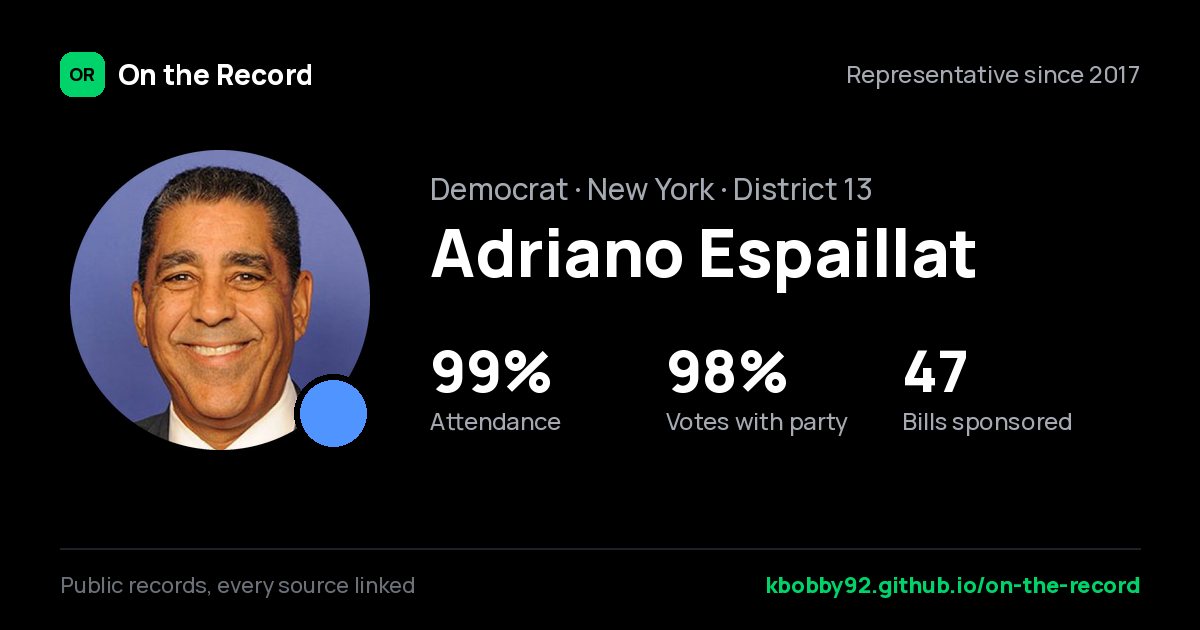 OR On the Record
Representative since 2017
Democrat · New York · District 13
Adriano Espaillat
99% 98% 47
Attendance Votes with party Bills sponsored
Public records, every source linked
kbobby92.github.io/on-the-record